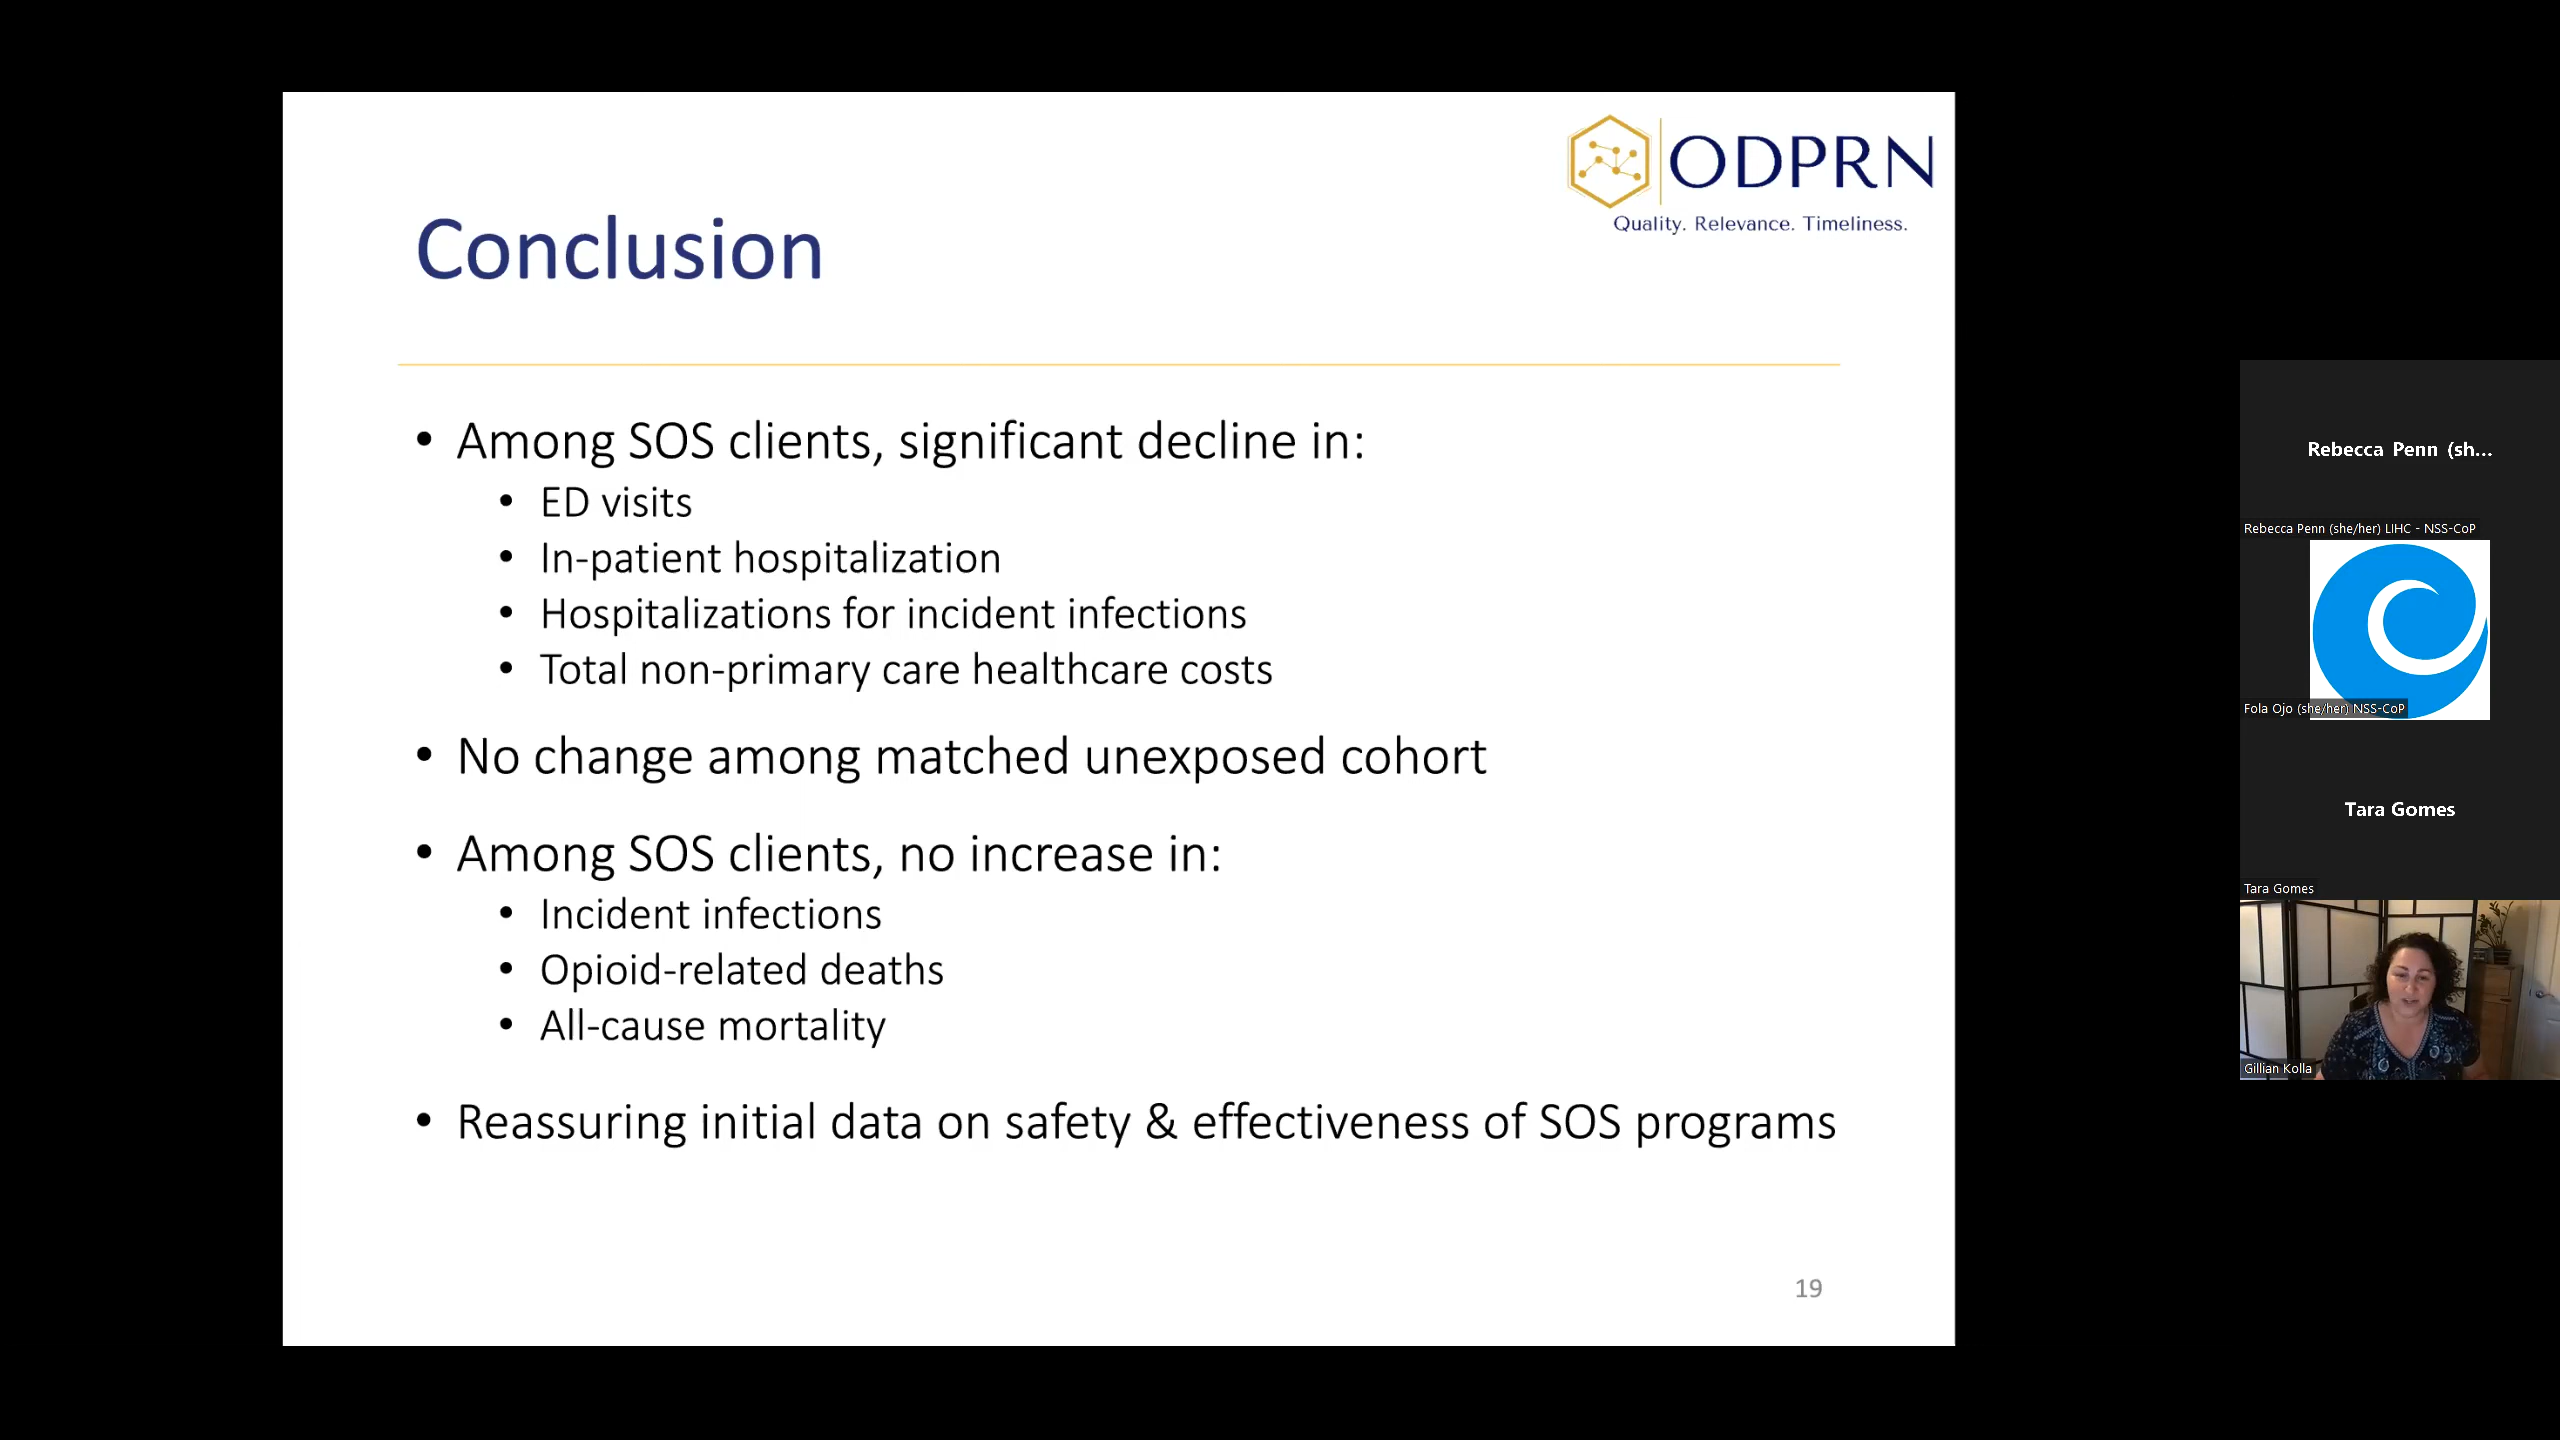 ODPRN
Quality. Relevance. Timeliness.
Conclusion
• Among SOS clients, significant decline in:
• ED visits
• In-patient hospitalization
• Hospitalizations for incident infections
• Total non-primary care healthcare costs
• No change among matched unexposed cohort
• Among SOS clients, no increase in:
• Incident infections
• Opioid-related deaths
• All-cause mortality
• Reassuring initial data on safety & effectiveness of SOS programs
19
Rebecca Penn (sh...
Rebecca Penn (she/her) LIHC - NSS-CoP
Fola Ojo (she/her) NSS-CoP
Tara Gomes
Tara Gomes
Gillian Kolla